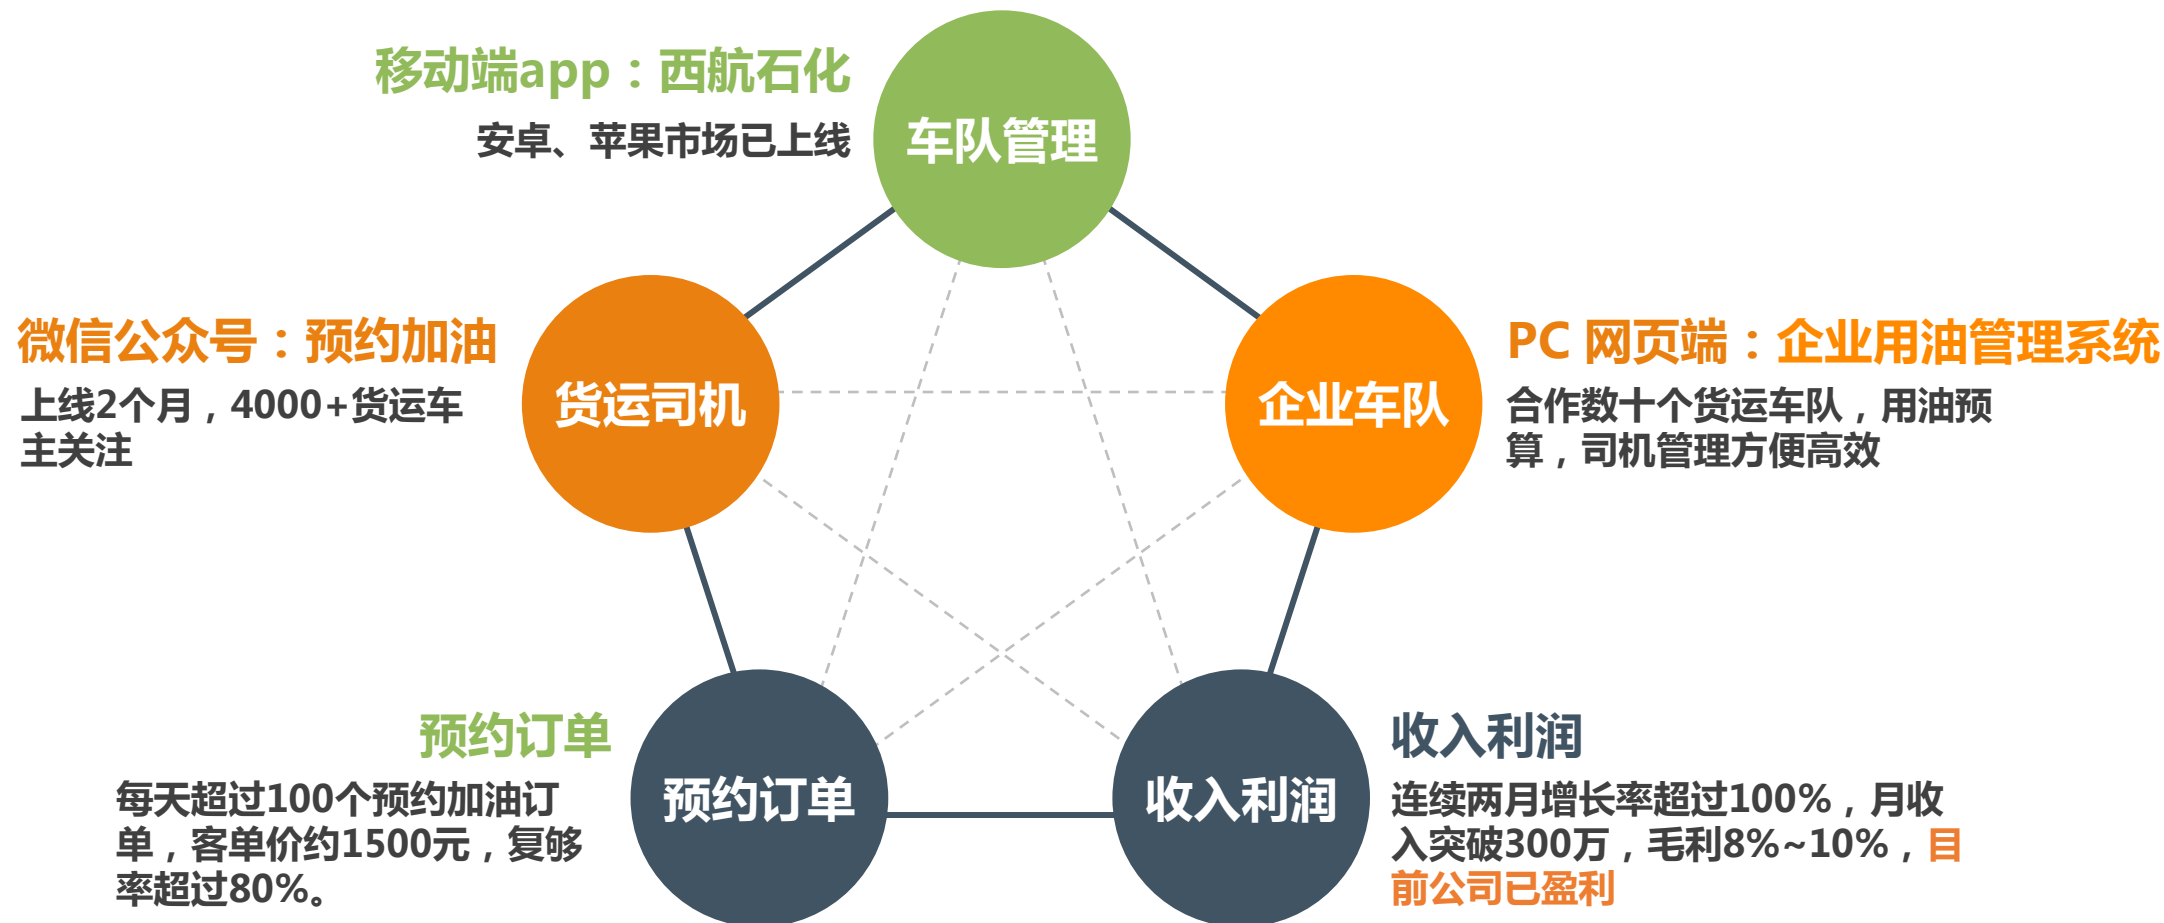 移动端app：西航石化
安卓、苹果市场已上线
车队管理
微信公众号：预约加油
上线2个月，4000+货运车
主关注
货运司机
企业车队
PC 网页端：企业用油管理系统
合作数十个货运车队，用油预
算，司机管理方便高效
预约订单
每天超过100个预约加油订
单，客单价约1500元，复够
率超过80%。
预约订单
收入利润
收入利润
连续两月增长率超过100%，月收
入突破300万，毛利8%~10%，目
前公司已盈利